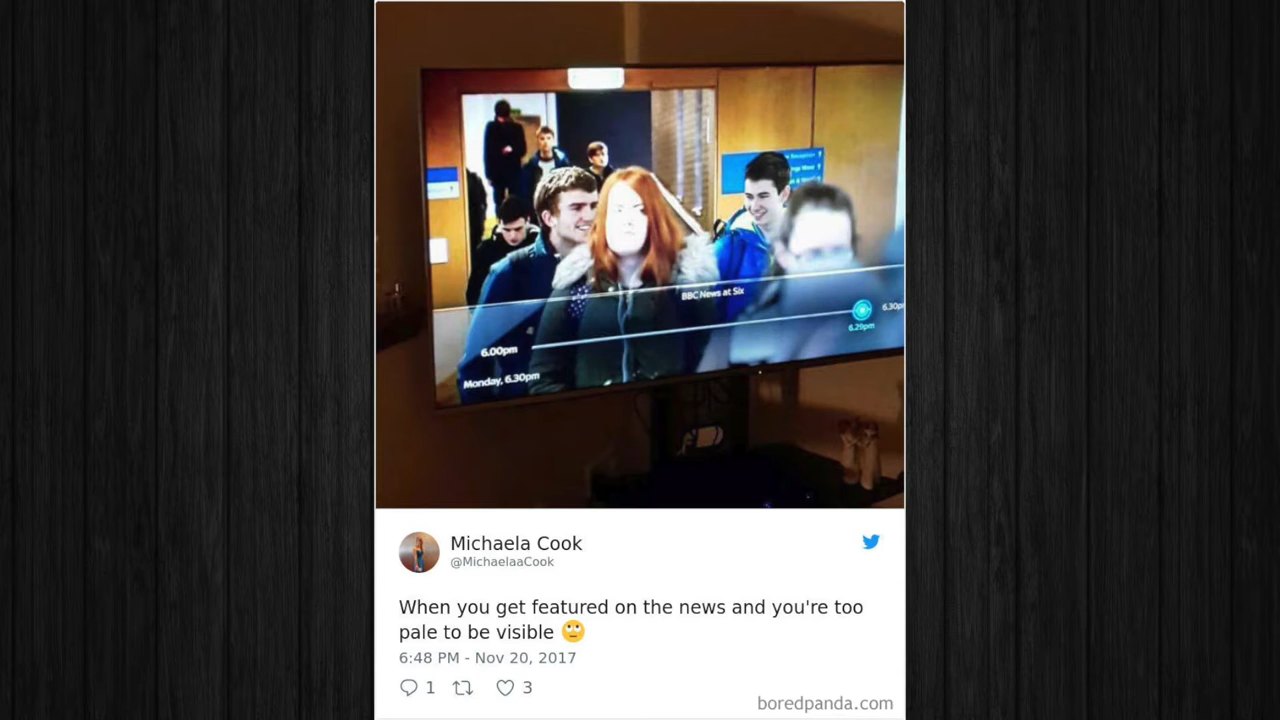 BBC News at Six
6.30pm
6.29pm
6.00pm
Monday, 6.30pm
Michaela Cook
@MichaelaaCook
When you get featured on the news and you're too
pale to be visible 🙄
6:48 PM - Nov 20, 2017
1 3
boredpanda.com